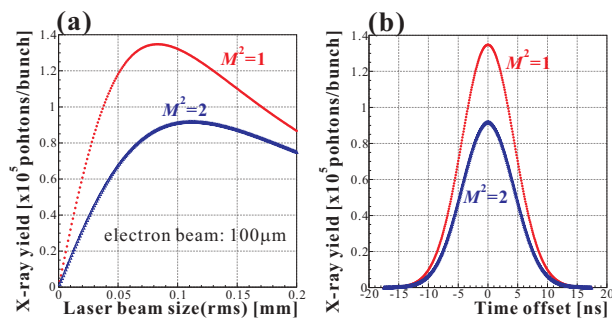 (a)
X-ray yield [x10⁵ pohtons/bunch]
1.4
1.2
1
0.8
0.6
0.4
0.2
0
M²=1
M²=2
electron beam: 100μm
0
0.05
0.1
0.15
0.2
Laser beam size(rms) [mm]
(b)
X-ray yield [x10⁵ pohtons/bunch]
1.4
1.2
1
0.8
0.6
0.4
0.2
0
M²=1
M²=2
-20 -15 -10 -5 0 5 10 15 20
Time offset [ns]